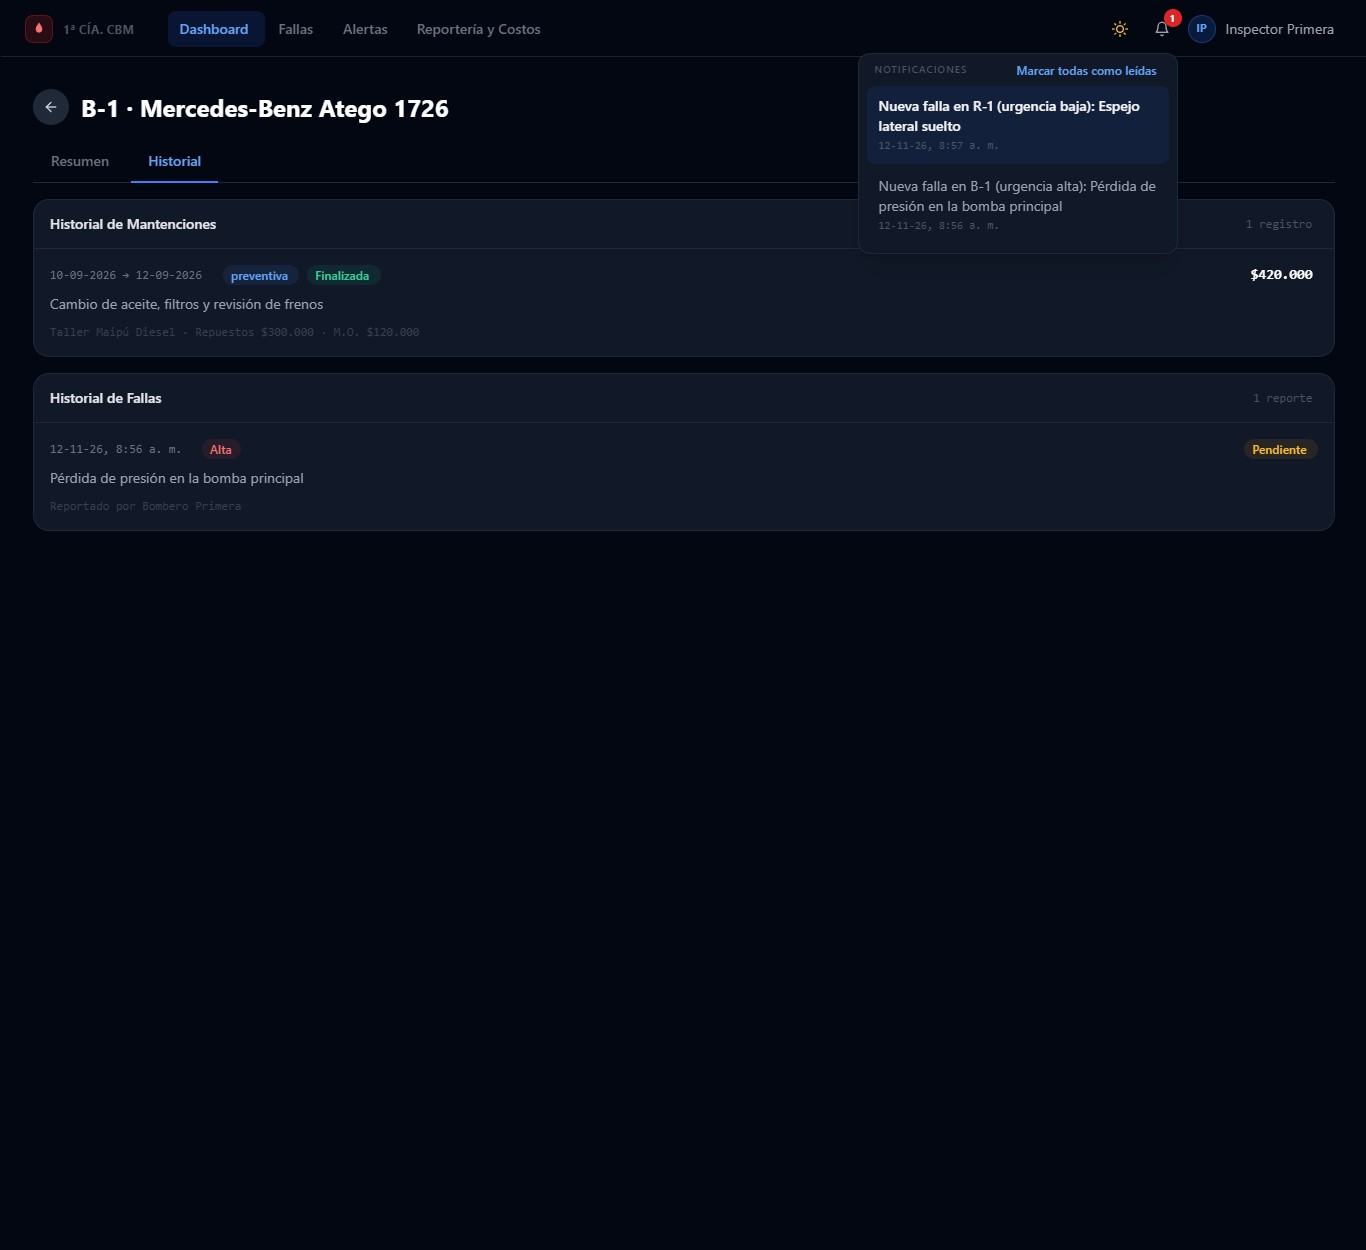 1ª CÍA. CBM
Dashboard
Fallas
Alertas
Reportería y Costos
1
IP
Inspector Primera
NOTIFICACIONES
Marcar todas como leídas
Nueva falla en R-1 (urgencia baja): Espejo
lateral suelto
12-11-26, 8:57 a. m.
Nueva falla en B-1 (urgencia alta): Pérdida de
presión en la bomba principal
12-11-26, 8:56 a. m.
B-1 · Mercedes-Benz Atego 1726
Resumen
Historial
Historial de Mantenciones
1 registro
10-09-2026 → 12-09-2026
preventiva
Finalizada
$420.000
Cambio de aceite, filtros y revisión de frenos
Taller Maipú Diesel · Repuestos $300.000 · M.O. $120.000
Historial de Fallas
1 reporte
12-11-26, 8:56 a. m.
Alta
Pendiente
Pérdida de presión en la bomba principal
Reportado por Bombero Primera